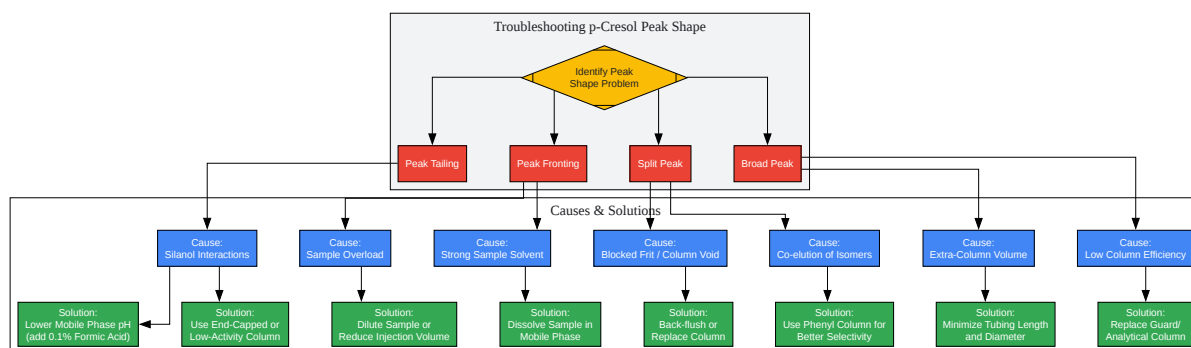 Troubleshooting p-Cresol Peak Shape
Identify Peak
Shape Problem
Peak Tailing
Peak Fronting
Split Peak
Broad Peak
Causes & Solutions
Cause:
Silanol Interactions
Cause:
Sample Overload
Cause:
Strong Sample Solvent
Cause:
Blocked Frit / Column Void
Cause:
Co-elution of Isomers
Cause:
Extra-Column Volume
Cause:
Low Column Efficiency
Solution:
Lower Mobile Phase pH
(add 0.1% Formic Acid)
Solution:
Use End-Capped or
Low-Activity Column
Solution:
Dilute Sample or
Reduce Injection Volume
Solution:
Dissolve Sample in
Mobile Phase
Solution:
Back-flush or
Replace Column
Solution:
Use Phenyl Column for
Better Selectivity
Solution:
Minimize Tubing Length
and Diameter
Solution:
Replace Guard/
Analytical Column